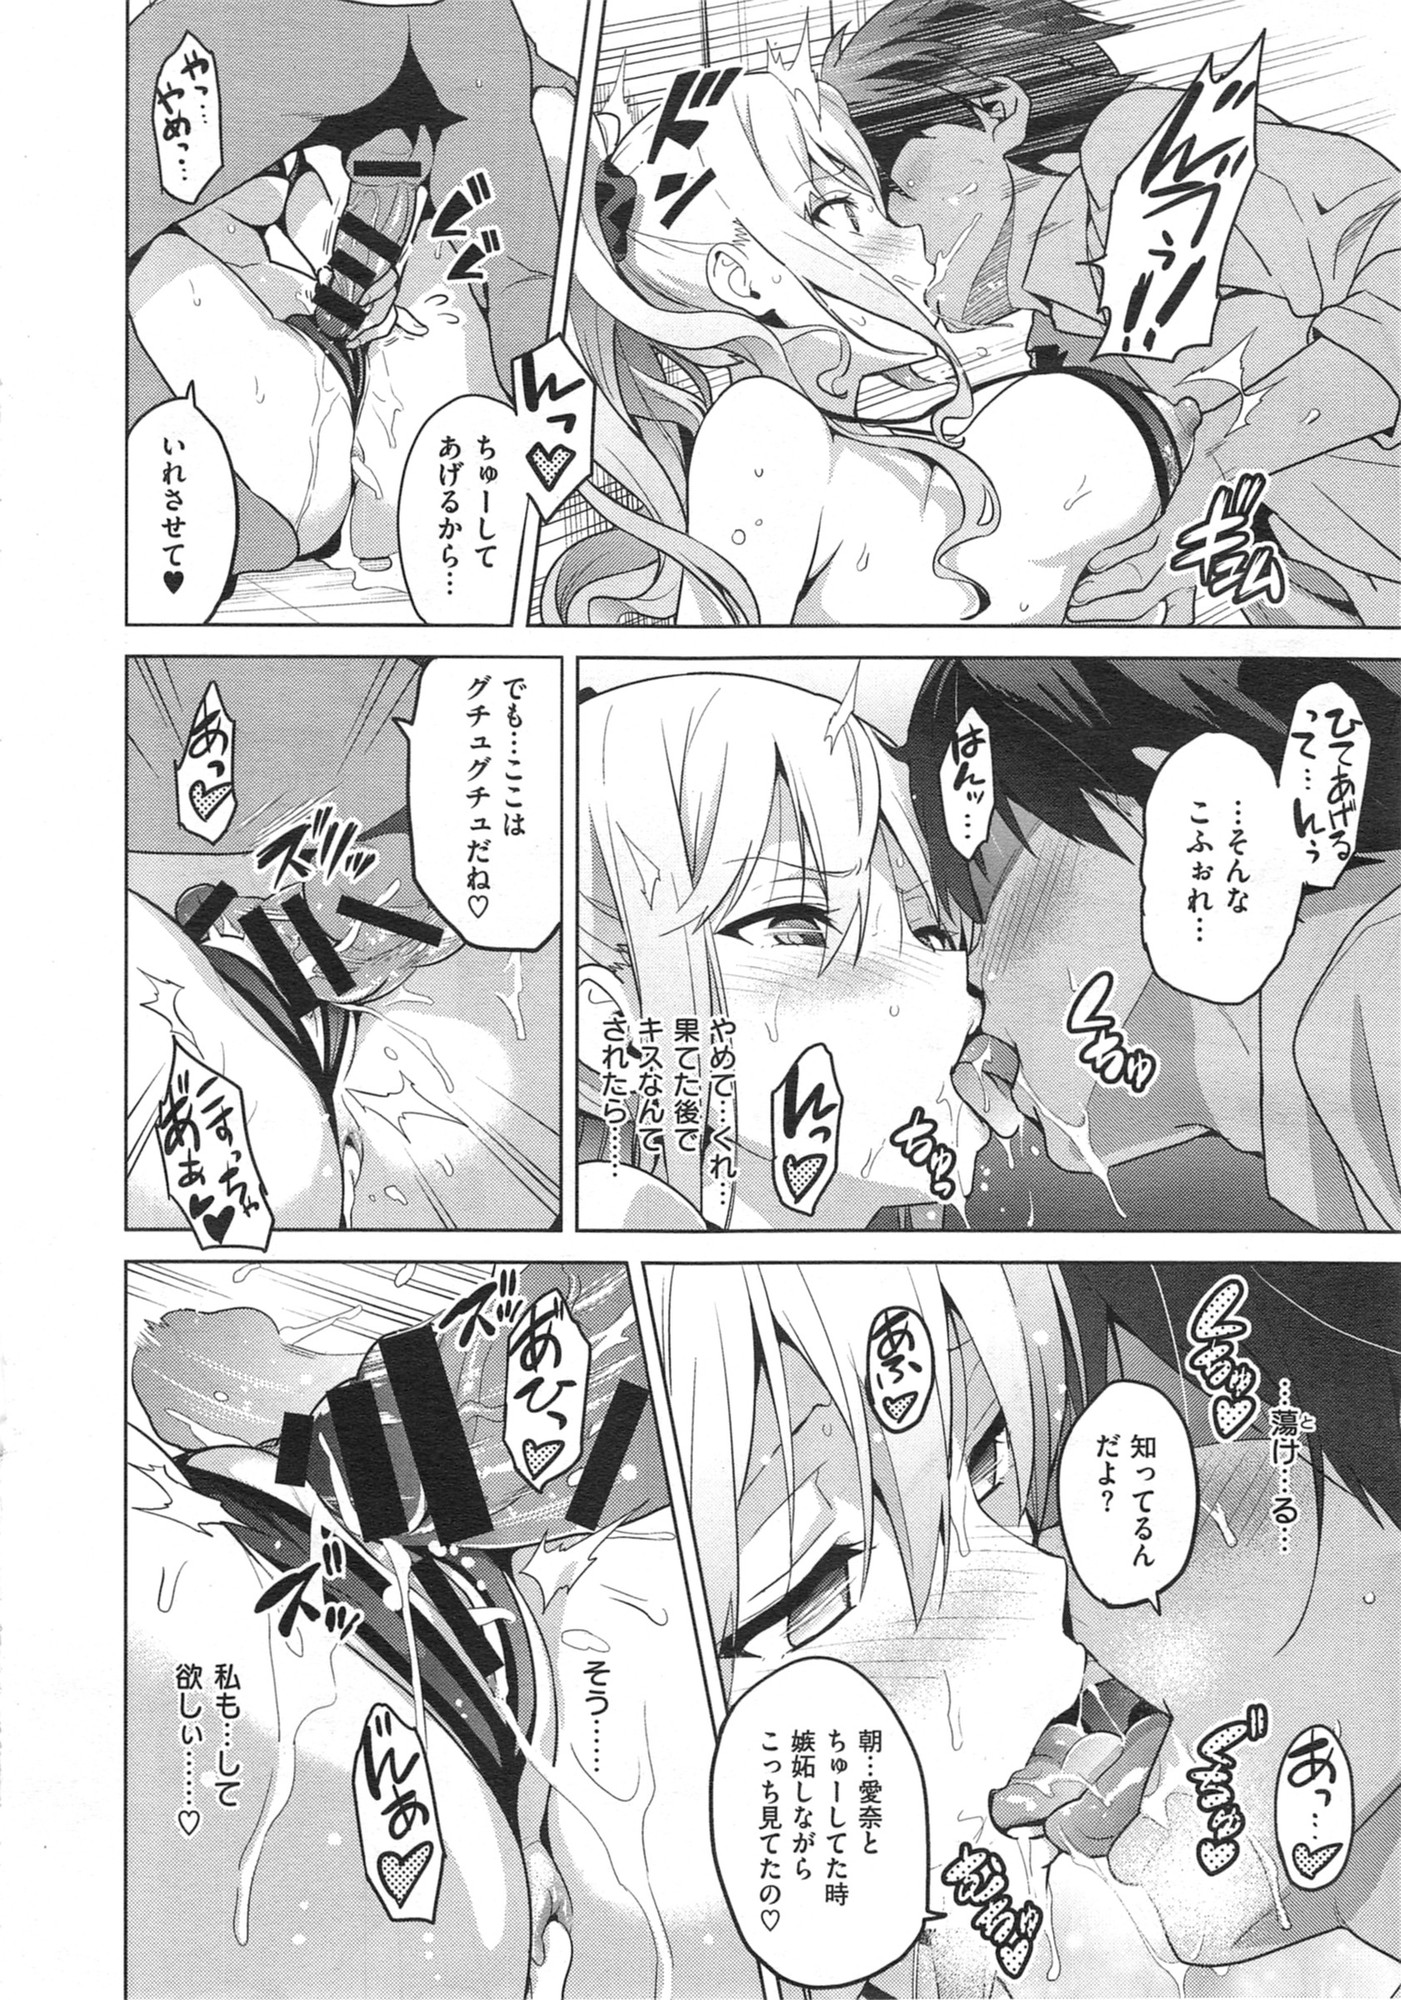 んぅぅ!!
ドン
ギュム
んっ♡
ちゅーして
あげるから…
やっ…
やめっ…
ぐぐ
いれさせて♥
ひてあげる
って…んぅ
…そんな
こふぉれ…
はんッ…
くちゅ
んっ♡
ちゅっ
やめて…くれ…
果てた後で
キスなんて
されたら……
でも…ここは
グチュグチュだね♡
あっ♡
ズリッ
こすっちゃ
ああぁ♥♥
…蕩け…る…
と
くちゅ♡
知ってるん
だよ?
あふ♡
あっ…♡
朝…愛奈と
ちゅーしてた時
嫉妬しながら
こっち見てたの♡
あひっ♡
ズッ
ズッ
そう……
んあ♡
私も…して
欲しい………♡